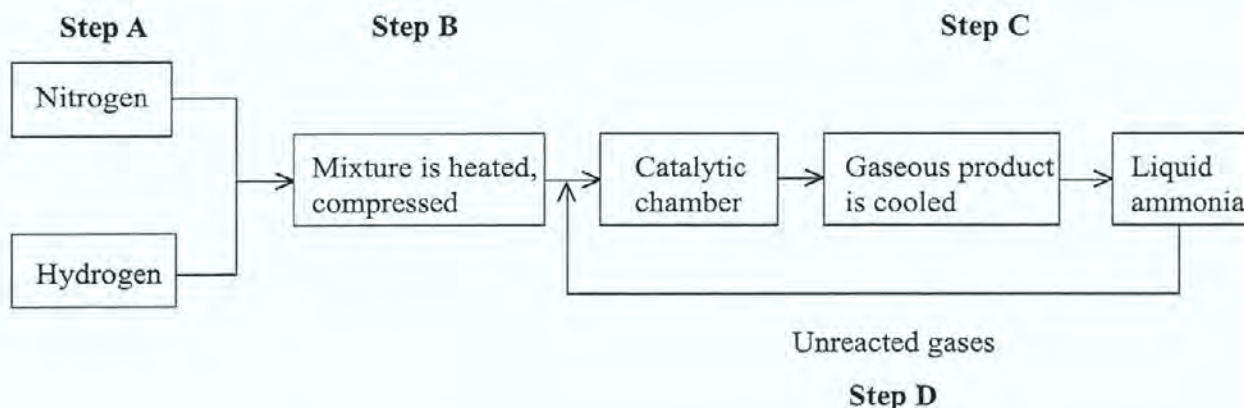 Step A
Step B
Step C
Nitrogen
Hydrogen
Mixture is heated,
compressed
Catalytic
chamber
Gaseous product
is cooled
Liquid
ammonia
Unreacted gases
Step D